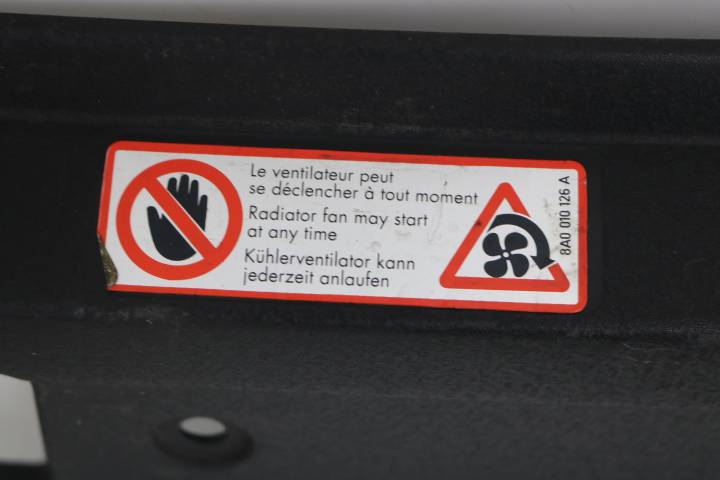 Le ventilateur peut
se déclencher à tout moment
Radiator fan may start
at any time
Kühlerventilator kann
jederzeit anlaufen
8A0 010 126 A